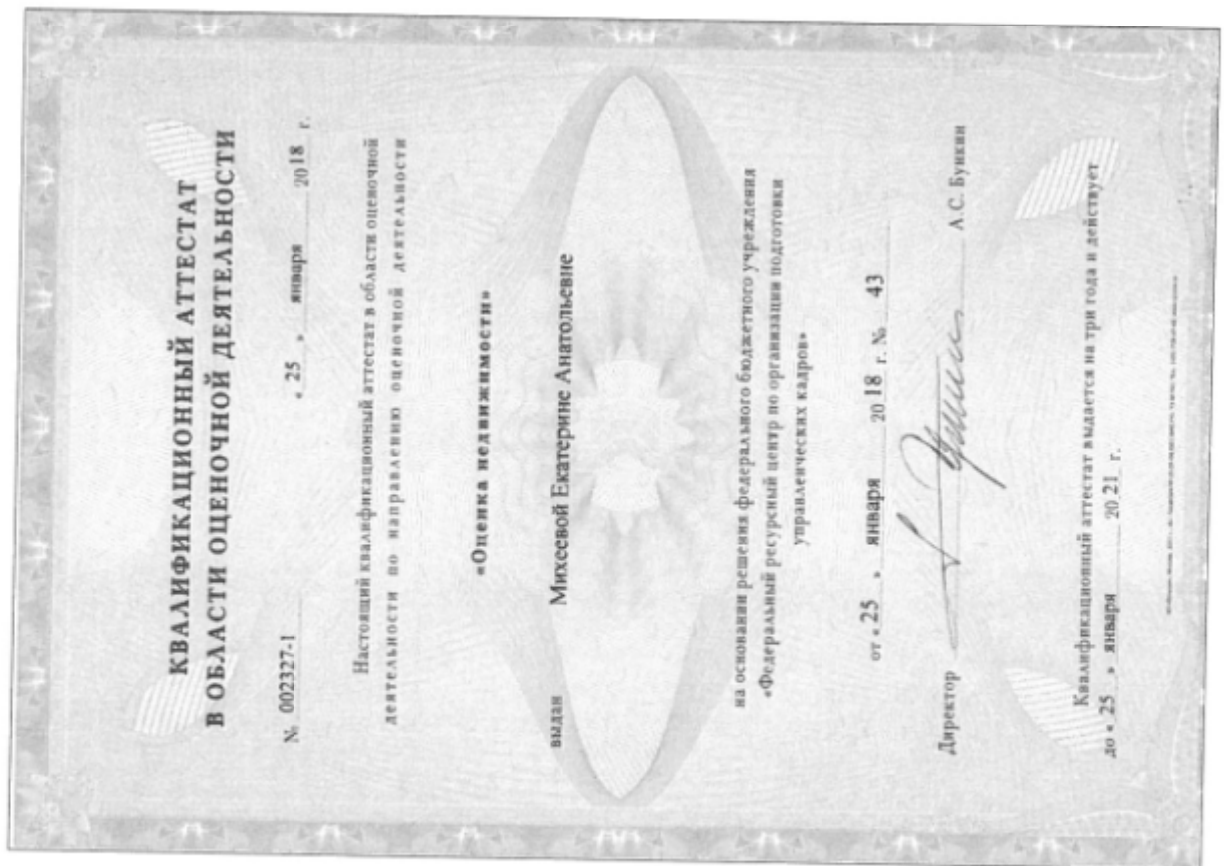 КВАЛИФИКАЦИОННЫЙ АТТЕСТАТ
В ОБЛАСТИ ОЦЕНОЧНОЙ ДЕЯТЕЛЬНОСТИ
№ 002327-1 « 25 » января 2018 г.
Настоящий квалификационный аттестат в области оценочной
деятельности по направлению оценочной деятельности
«Оценка недвижимости»
выдан Михеевой Екатерине Анатольевне
на основании решения федерального бюджетного учреждения
«Федеральный ресурсный центр по организации подготовки
управленческих кадров»
от « 25 » января 2018 г. № 43
Директор А.С. Бункин
Квалификационный аттестат выдается на три года и действует
до « 25 » января 2021 г.